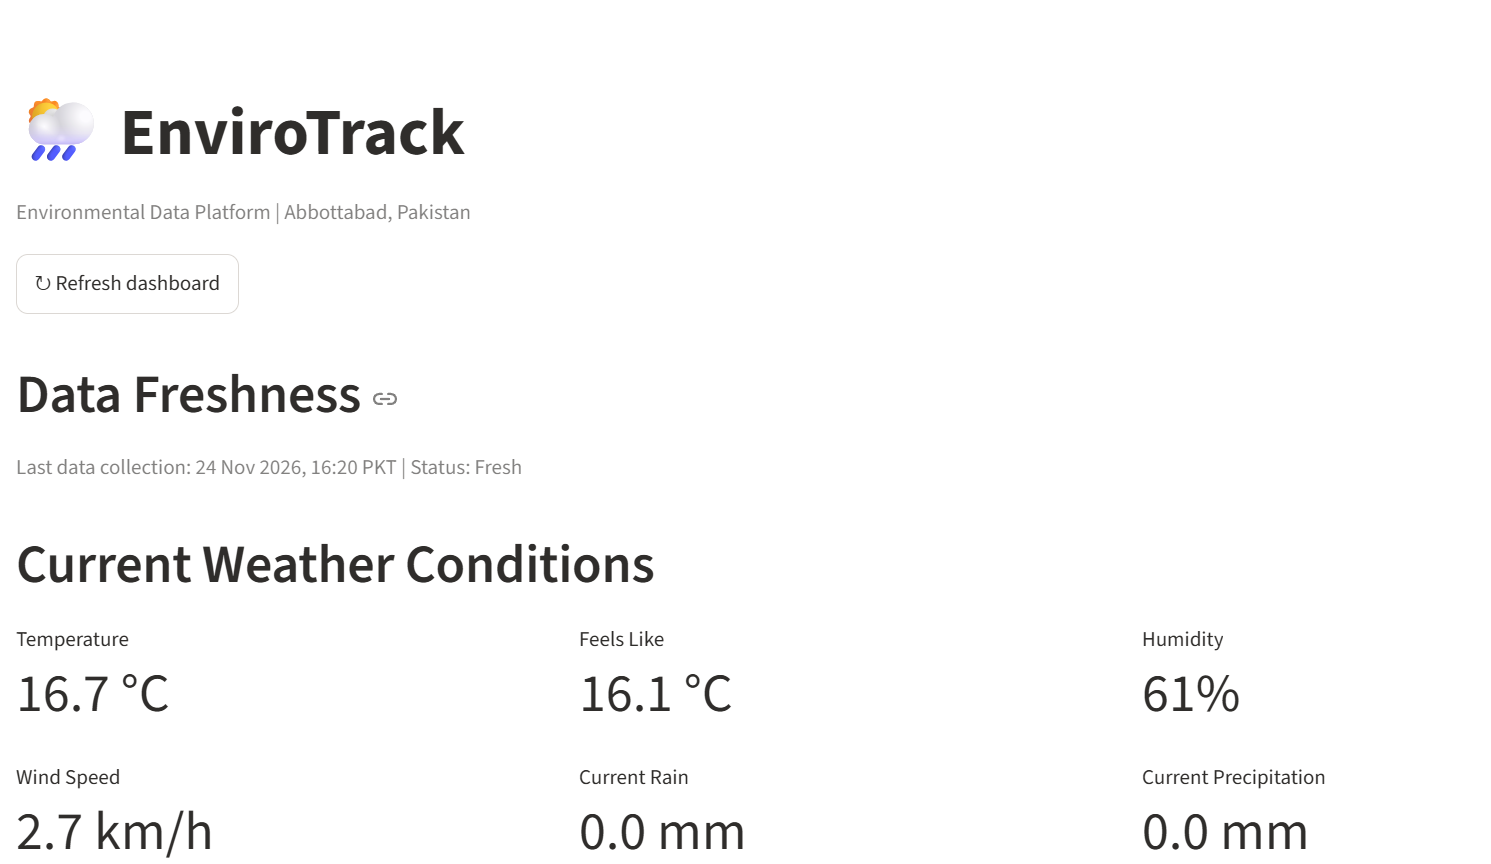 EnviroTrack
Environmental Data Platform | Abbottabad, Pakistan
↻ Refresh dashboard
Data Freshness
Last data collection: 24 Nov 2026, 16:20 PKT | Status: Fresh
Current Weather Conditions
Temperature
16.7 °C
Feels Like
16.1 °C
Humidity
61%
Wind Speed
2.7 km/h
Current Rain
0.0 mm
Current Precipitation
0.0 mm